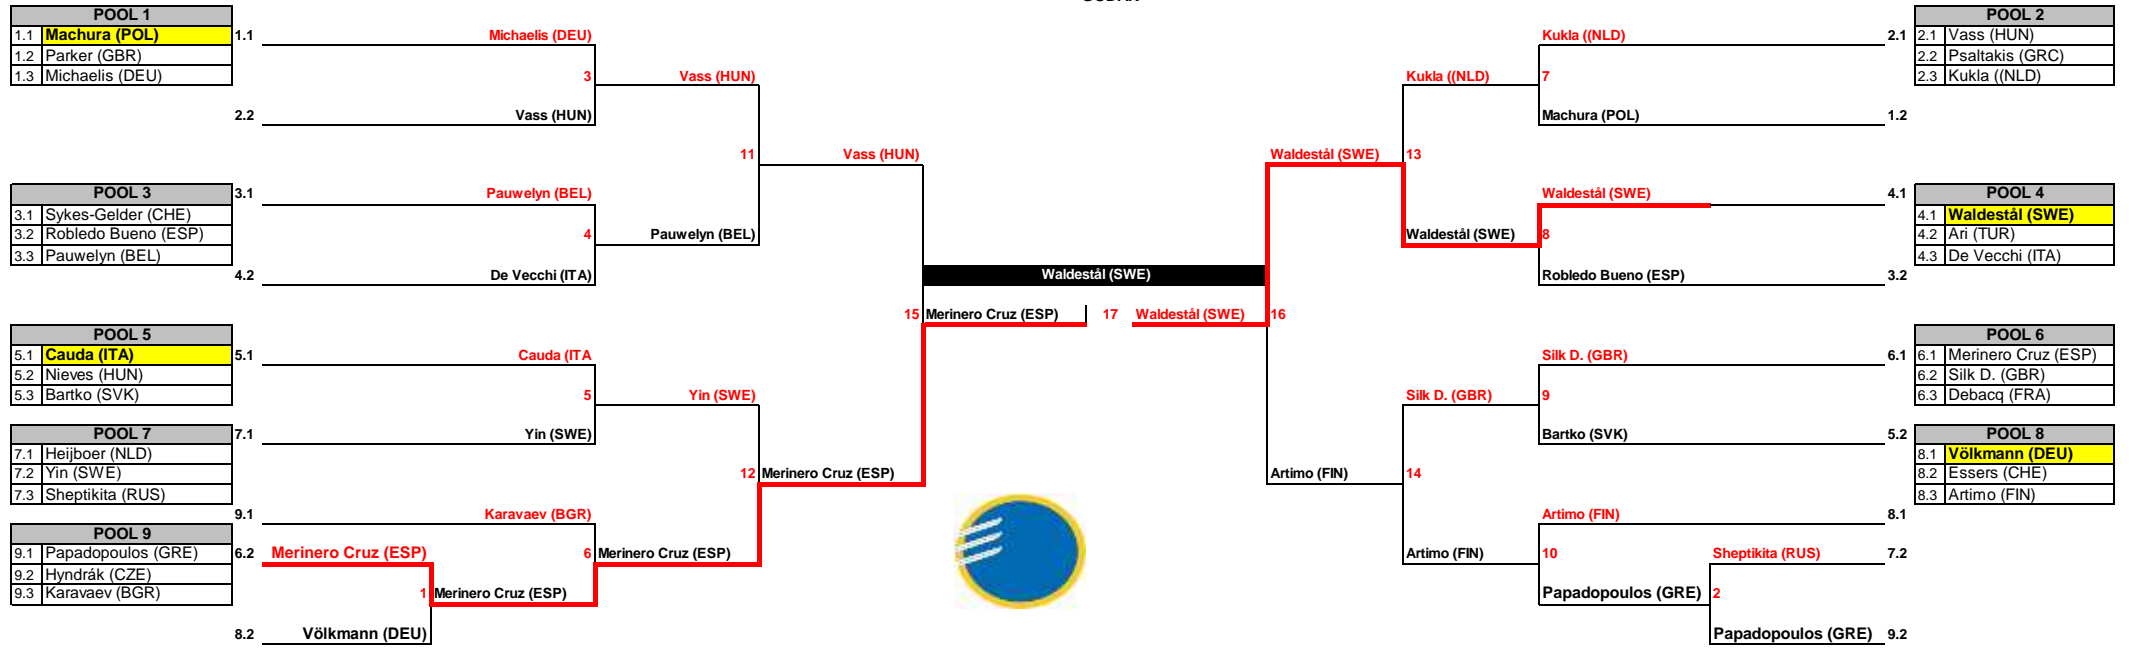 POOL 1
1.1 Machura (POL)
1.2 Parker (GBR)
1.3 Michaelis (DEU)
1.1 Michaelis (DEU)
3 Vass (HUN)
2.2 Vass (HUN)
11 Vass (HUN)
POOL 3
3.1 Sykes-Gelder (CHE)
3.2 Robledo Bueno (ESP)
3.3 Pauwelyn (BEL)
3.1 Pauwelyn (BEL)
4 Pauwelyn (BEL)
4.2 De Vecchi (ITA)
POOL 5
5.1 Cauda (ITA)
5.2 Nieves (HUN)
5.3 Bartko (SVK)
5.1 Cauda (ITA
5 Yin (SWE)
POOL 7
7.1 Heijboer (NLD)
7.2 Yin (SWE)
7.3 Sheptikita (RUS)
7.1 Yin (SWE)
12 Merinero Cruz (ESP)
9.1 Karavaev (BGR)
POOL 9
9.1 Papadopoulos (GRE)
9.2 Hyndrák (CZE)
9.3 Karavaev (BGR)
6.2 Merinero Cruz (ESP)
6 Merinero Cruz (ESP)
1 Merinero Cruz (ESP)
8.2 Völkmann (DEU)
Waldestål (SWE)
15 Merinero Cruz (ESP) 17 Waldestål (SWE) 16
Kukla ((NLD) 2.1
POOL 2
2.1 Vass (HUN)
2.2 Psaltakis (GRC)
2.3 Kukla ((NLD)
Kukla ((NLD) 7
Machura (POL) 1.2
Waldestål (SWE) 13
Waldestål (SWE) 4.1
POOL 4
4.1 Waldestål (SWE)
4.2 Ari (TUR)
4.3 De Vecchi (ITA)
Waldestål (SWE) 8
Robledo Bueno (ESP) 3.2
POOL 6
6.1 Merinero Cruz (ESP)
6.2 Silk D. (GBR)
6.3 Debacq (FRA)
Silk D. (GBR) 6.1
Silk D. (GBR) 9
Bartko (SVK) 5.2
POOL 8
8.1 Völkmann (DEU)
8.2 Essers (CHE)
8.3 Artimo (FIN)
Artimo (FIN) 14
Artimo (FIN) 8.1
Artimo (FIN) 10
Sheptikita (RUS) 7.2
Papadopoulos (GRE) 2
Papadopoulos (GRE) 9.2